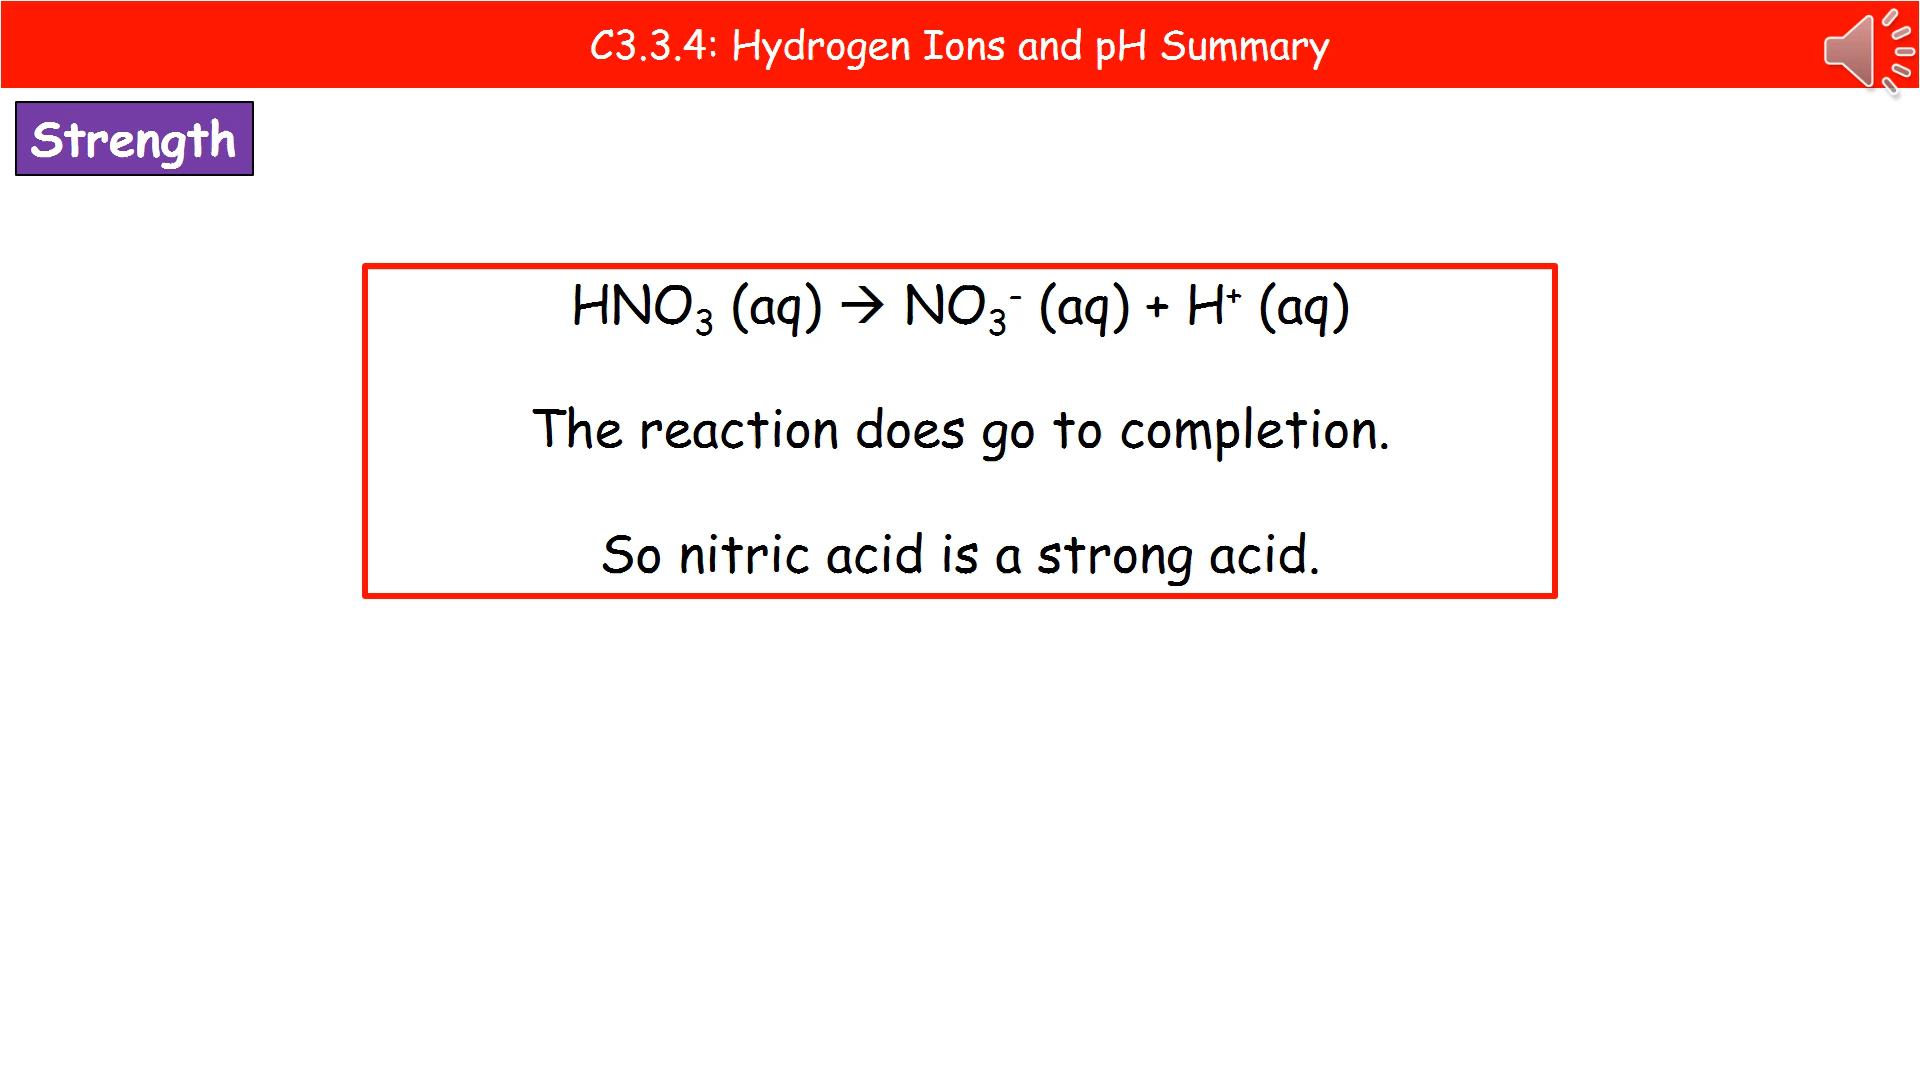 C3.3.4: Hydrogen Ions and pH Summary
Strength
HNO₃ (aq) → NO₃⁻ (aq) + H⁺ (aq)
The reaction does go to completion.
So nitric acid is a strong acid.